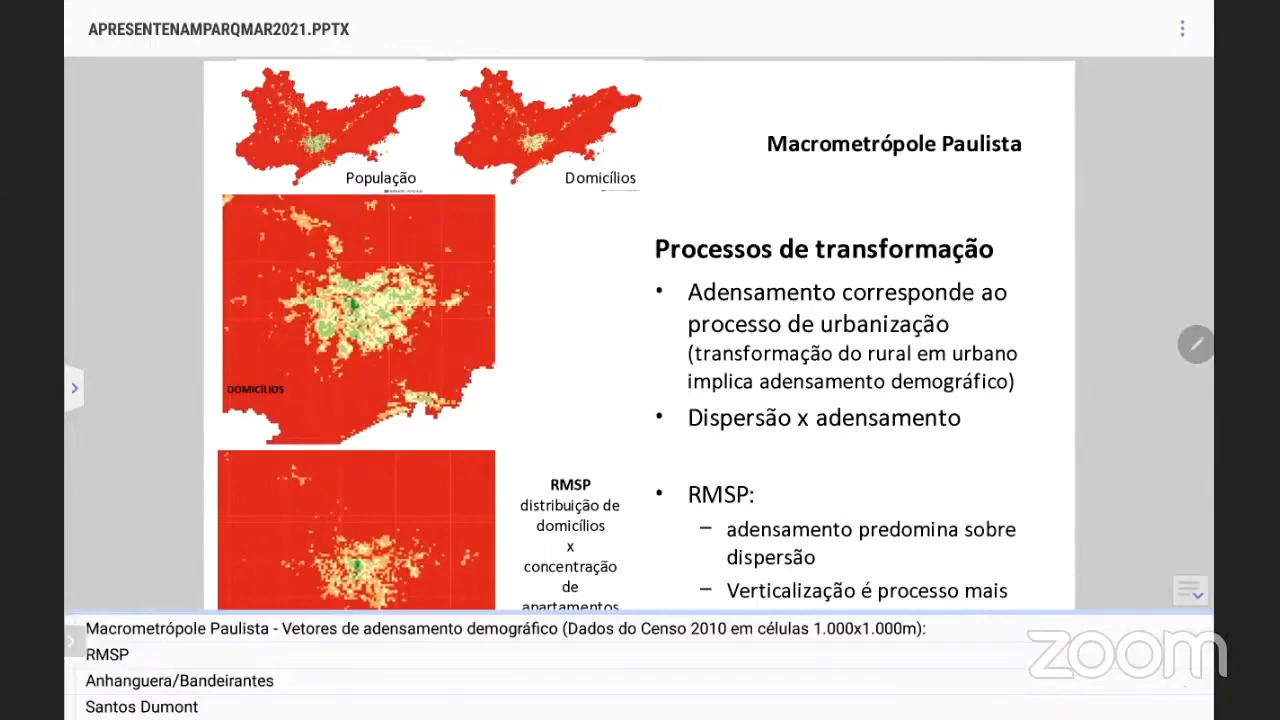 APRESENTENAMPARQMAR2021.PPTX
População
Domicílios
Macrometrópole Paulista
Processos de transformação
• Adensamento corresponde ao
processo de urbanização
(transformação do rural em urbano
implica adensamento demográfico)
• Dispersão x adensamento
DOMICÍLIOS
RMSP
distribuição de
domicílios
x
concentração
de
apartamentos
• RMSP:
– adensamento predomina sobre
dispersão
– Verticalização é processo mais
Macrometrópole Paulista - Vetores de adensamento demográfico (Dados do Censo 2010 em células 1.000x1.000m):
RMSP
Anhanguera/Bandeirantes
Santos Dumont
zoom